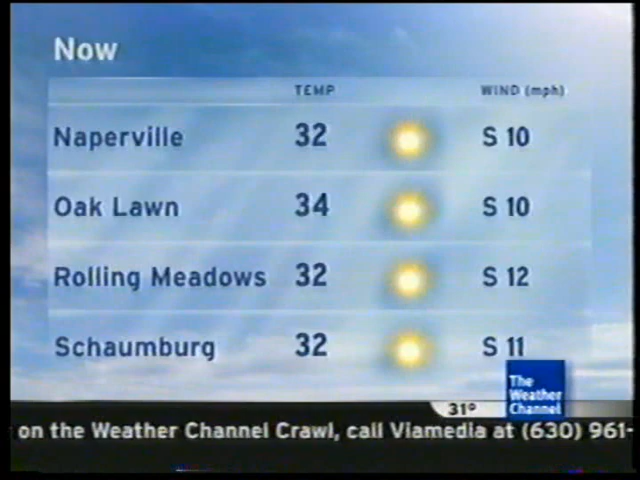 Now
TEMP WIND (mph)
Naperville 32 S 10
Oak Lawn 34 S 10
Rolling Meadows 32 S 12
Schaumburg 32 S 11
The
Weather
31° Channel
on the Weather Channel Crawl, call Viamedia at (630) 961-